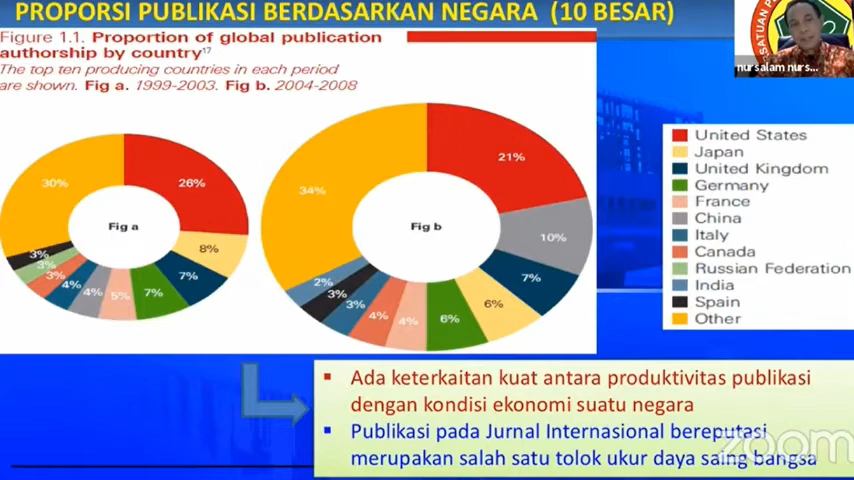 PROPORSI PUBLIKASI BERDASARKAN NEGARA (10 BESAR)
Figure 1.1. Proportion of global publication
authorship by country¹⁷
The top ten producing countries in each period
are shown. Fig a. 1999-2003. Fig b. 2004-2008
30%
26%
8%
7%
7%
5%
4%
4%
3%
3%
3%
Fig a
34%
21%
10%
7%
6%
6%
4%
4%
3%
3%
2%
Fig b
United States
Japan
United Kingdom
Germany
France
China
Italy
Canada
Russian Federation
India
Spain
Other
Ada keterkaitan kuat antara produktivitas publikasi
dengan kondisi ekonomi suatu negara
Publikasi pada Jurnal Internasional bereputasi
merupakan salah satu tolok ukur daya saing bangsa
zoom
nursalam nurs...